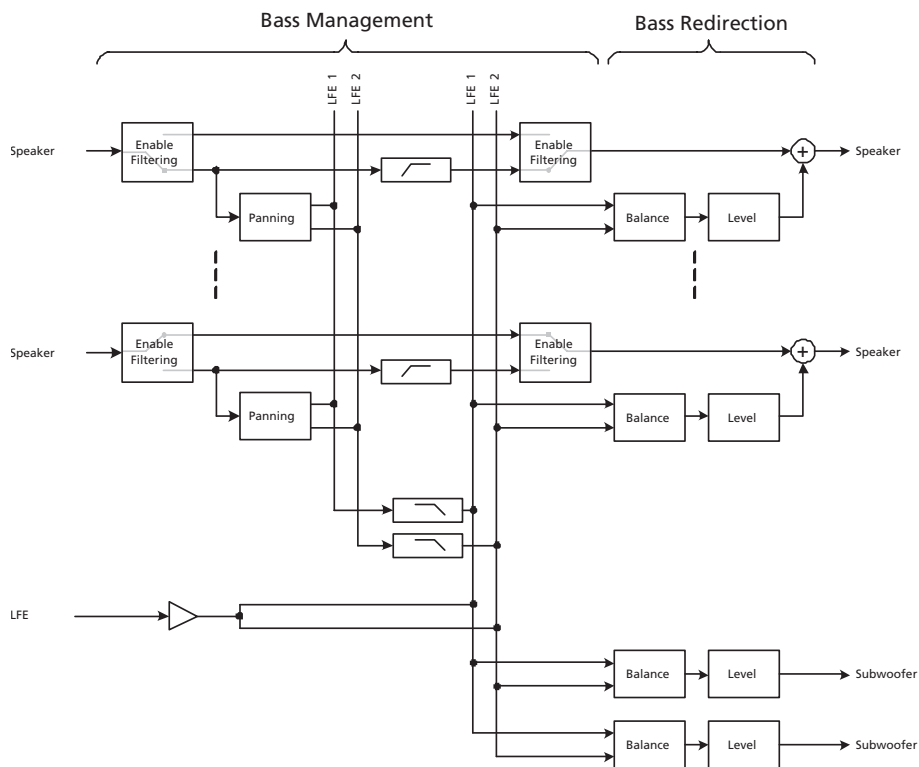 Bass Management
Bass Redirection
LFE 1
LFE 2
LFE 1
LFE 2
Speaker
Enable
Filtering
Enable
Filtering
+
Speaker
Panning
Balance
Level
Speaker
Enable
Filtering
Enable
Filtering
+
Speaker
Panning
Balance
Level
LFE
Balance
Level
Subwoofer
Balance
Level
Subwoofer